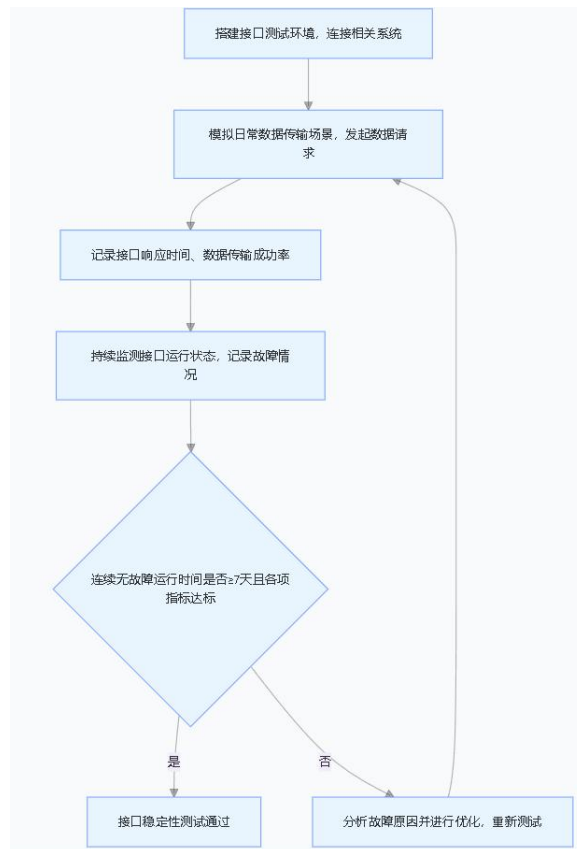 搭建接口测试环境，连接相关系统
模拟日常数据传输场景，发起数据请
求
记录接口响应时间、数据传输成功率
持续监测接口运行状态，记录故障情
况
连续无故障运行时间是否≥7天且各项
指标达标
是
否
接口稳定性测试通过
分析故障原因并进行优化，重新测试